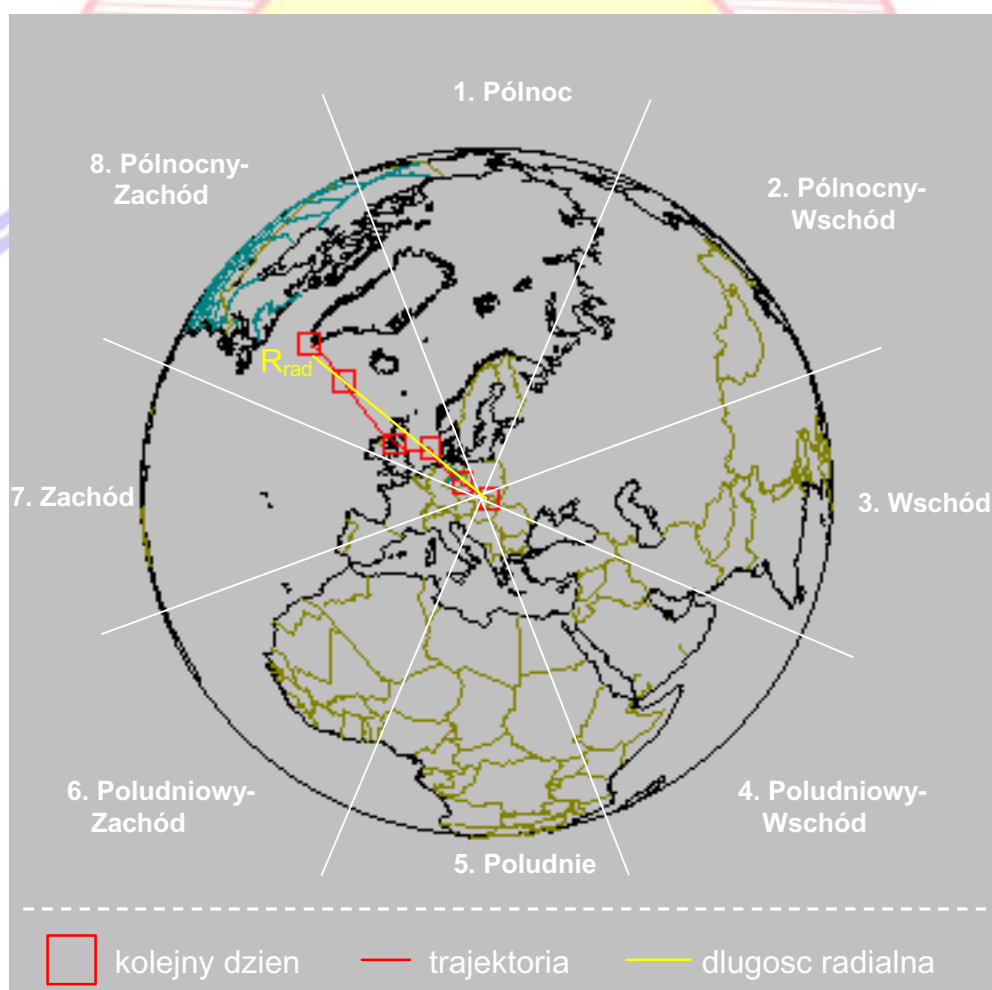 1. Pólnoc
8. Pólnocny-
Zachód
2. Pólnocny-
Wschód
R_rad
7. Zachód
3. Wschód
6. Poludniowy-
Zachód
4. Poludniowy-
Wschód
5. Poludnie
kolejny dzien
trajektoria
dlugosc radialna